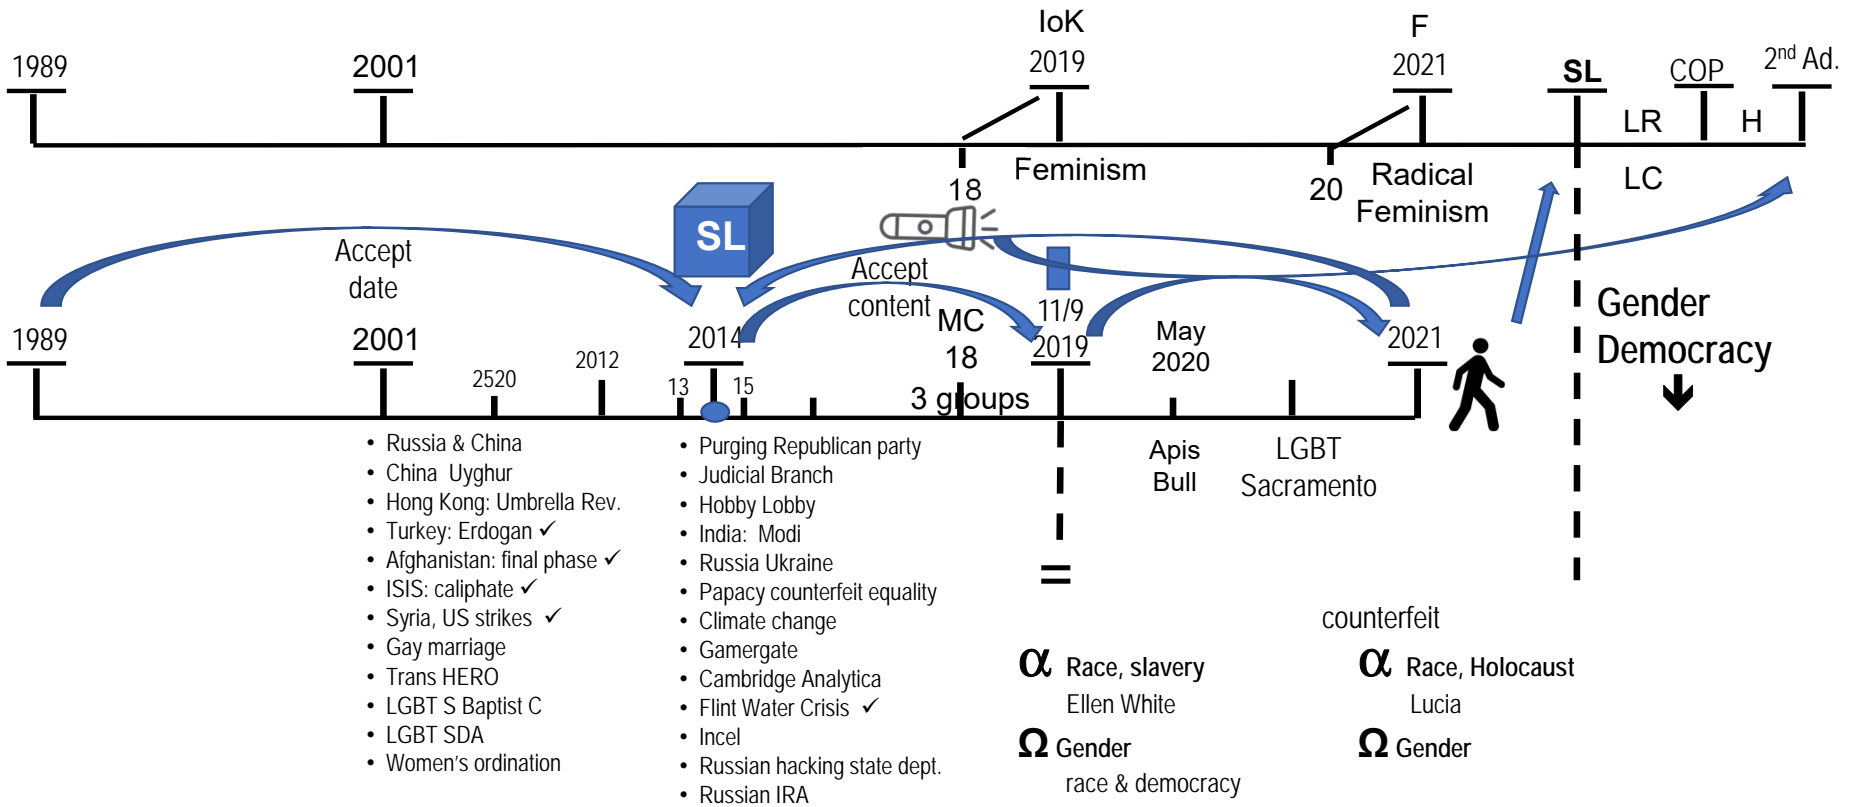 IoK
F
1989
2001
2019
2021
SL
COP
2nd Ad.
LR
H
18
Feminism
20
Radical
Feminism
LC
SL
Accept
date
Accept
content
MC
18
11/9
May
2020
Gender
Democracy
1989
2001
2520
2012
13
2014
15
2019
2021
3 groups
Apis
Bull
LGBT
Sacramento
• Russia & China
• China Uyghur
• Hong Kong: Umbrella Rev.
• Turkey: Erdogan ✓
• Afghanistan: final phase ✓
• ISIS: caliphate ✓
• Syria, US strikes ✓
• Gay marriage
• Trans HERO
• LGBT S Baptist C
• LGBT SDA
• Women's ordination
• Purging Republican party
• Judicial Branch
• Hobby Lobby
• India: Modi
• Russia Ukraine
• Papacy counterfeit equality
• Climate change
• Gamergate
• Cambridge Analytica
• Flint Water Crisis ✓
• Incel
• Russian hacking state dept.
• Russian IRA
=
α Race, slavery
Ellen White
Ω Gender
race & democracy
counterfeit
α Race, Holocaust
Lucia
Ω Gender